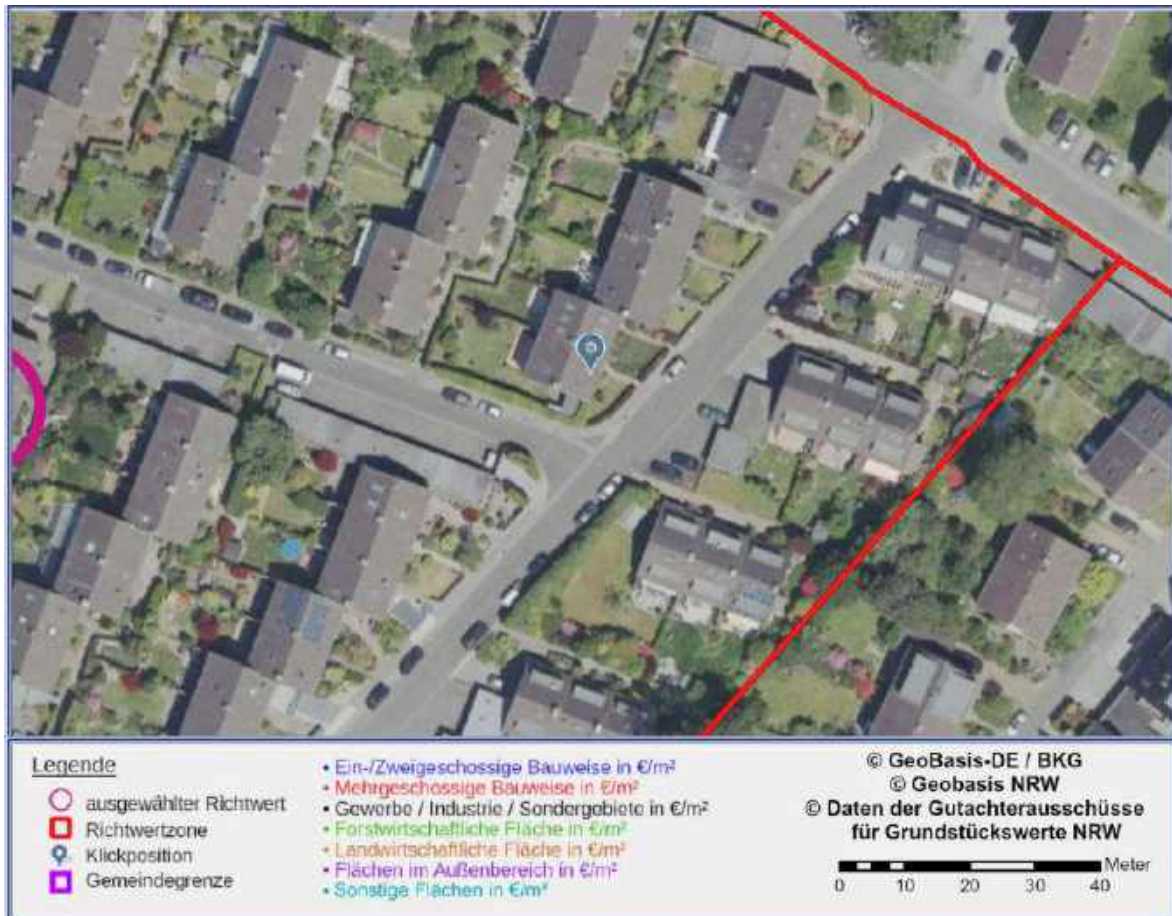 Legende
ausgewählter Richtwert
Richtwertzone
Klickposition
Gemeindegrenze
• Ein-/Zweigeschossige Bauweise in €/m²
• Mehrgeschossige Bauweise in €/m²
• Gewerbe / Industrie / Sondergebiete in €/m²
• Forstwirtschaftliche Fläche in €/m²
• Landwirtschaftliche Fläche in €/m²
• Flächen im Außenbereich in €/m²
• Sonstige Flächen in €/m²
© GeoBasis-DE / BKG
© Geobasis NRW
© Daten der Gutachterausschüsse
für Grundstückswerte NRW
Meter
0 10 20 30 40